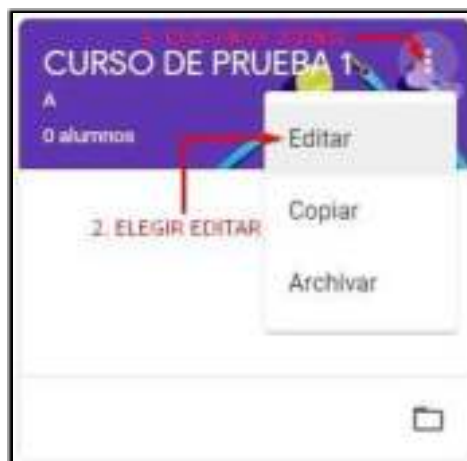 CURSO DE PRUEBA 1
A
0 alumnos
Editar
2. ELEGIR EDITAR
Copiar
Archivar